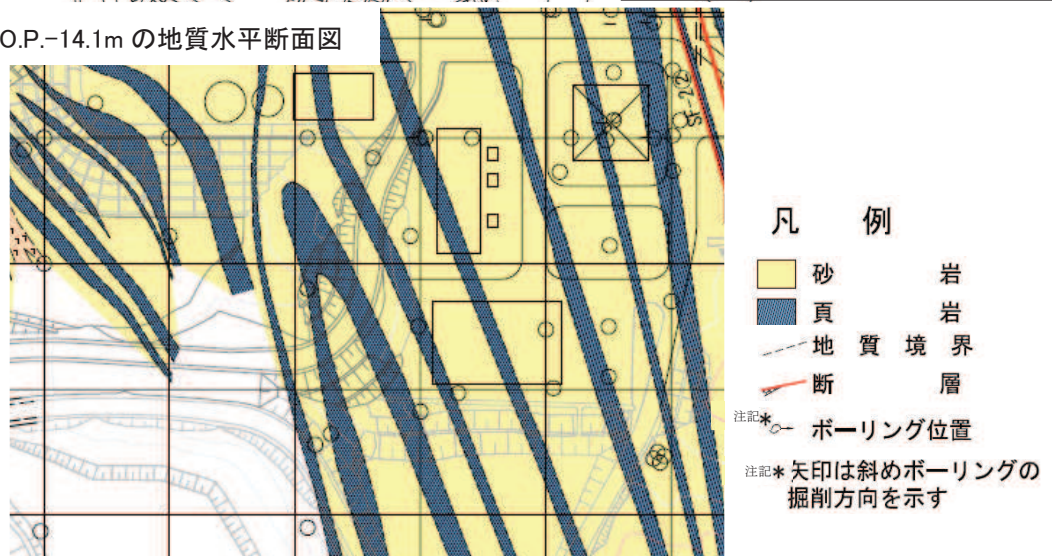 O.P.-14.1m の地質水平断面図
SF-2
凡 例
砂 岩
頁 岩
地 質 境 界
断 層
注記* ボーリング位置
注記* 矢印は斜めボーリングの
掘削方向を示す